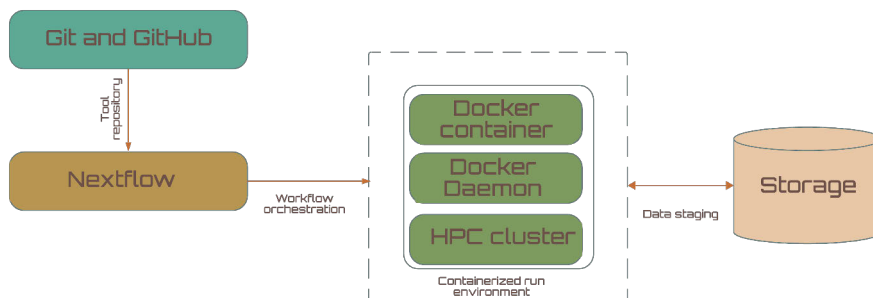 Git and GitHub
Tool
repository
Nextflow
Workflow
orchestration
Docker
container
Docker
Daemon
HPC cluster
Containerized run
environment
Data staging
Storage